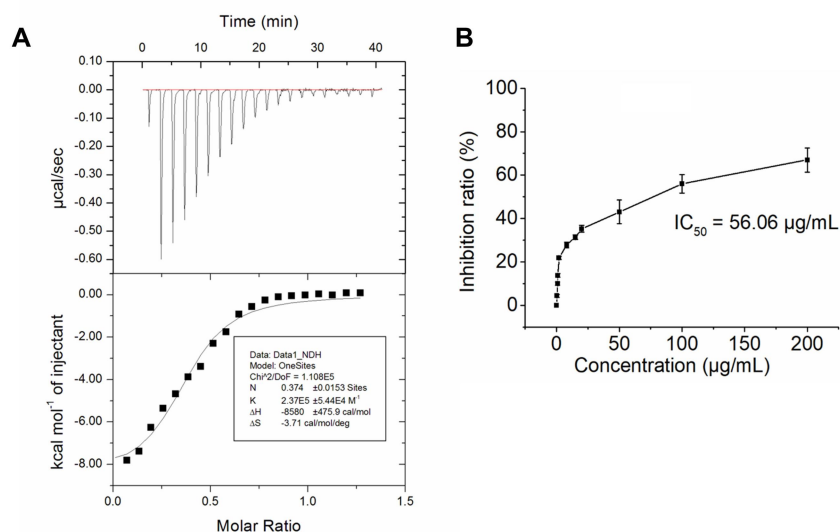 A
Time (min)
0 10 20 30 40
0.10
0.00
-0.10
-0.20
-0.30
-0.40
-0.50
-0.60
µcal/sec
0.00
-2.00
-4.00
-6.00
-8.00
kcal mol⁻¹ of injectant
Data: Data1_NDH
Model: OneSites
Chi^2/DoF = 1.108E5
N 0.374 ±0.0153 Sites
K 2.37E5 ±5.44E4 M⁻¹
ΔH -8580 ±475.9 cal/mol
ΔS -3.71 cal/mol/deg
0.0 0.5 1.0 1.5
Molar Ratio
B
100
80
60
40
20
0
Inhibition ratio (%)
IC₅₀ = 56.06 µg/mL
0 50 100 150 200
Concentration (µg/mL)